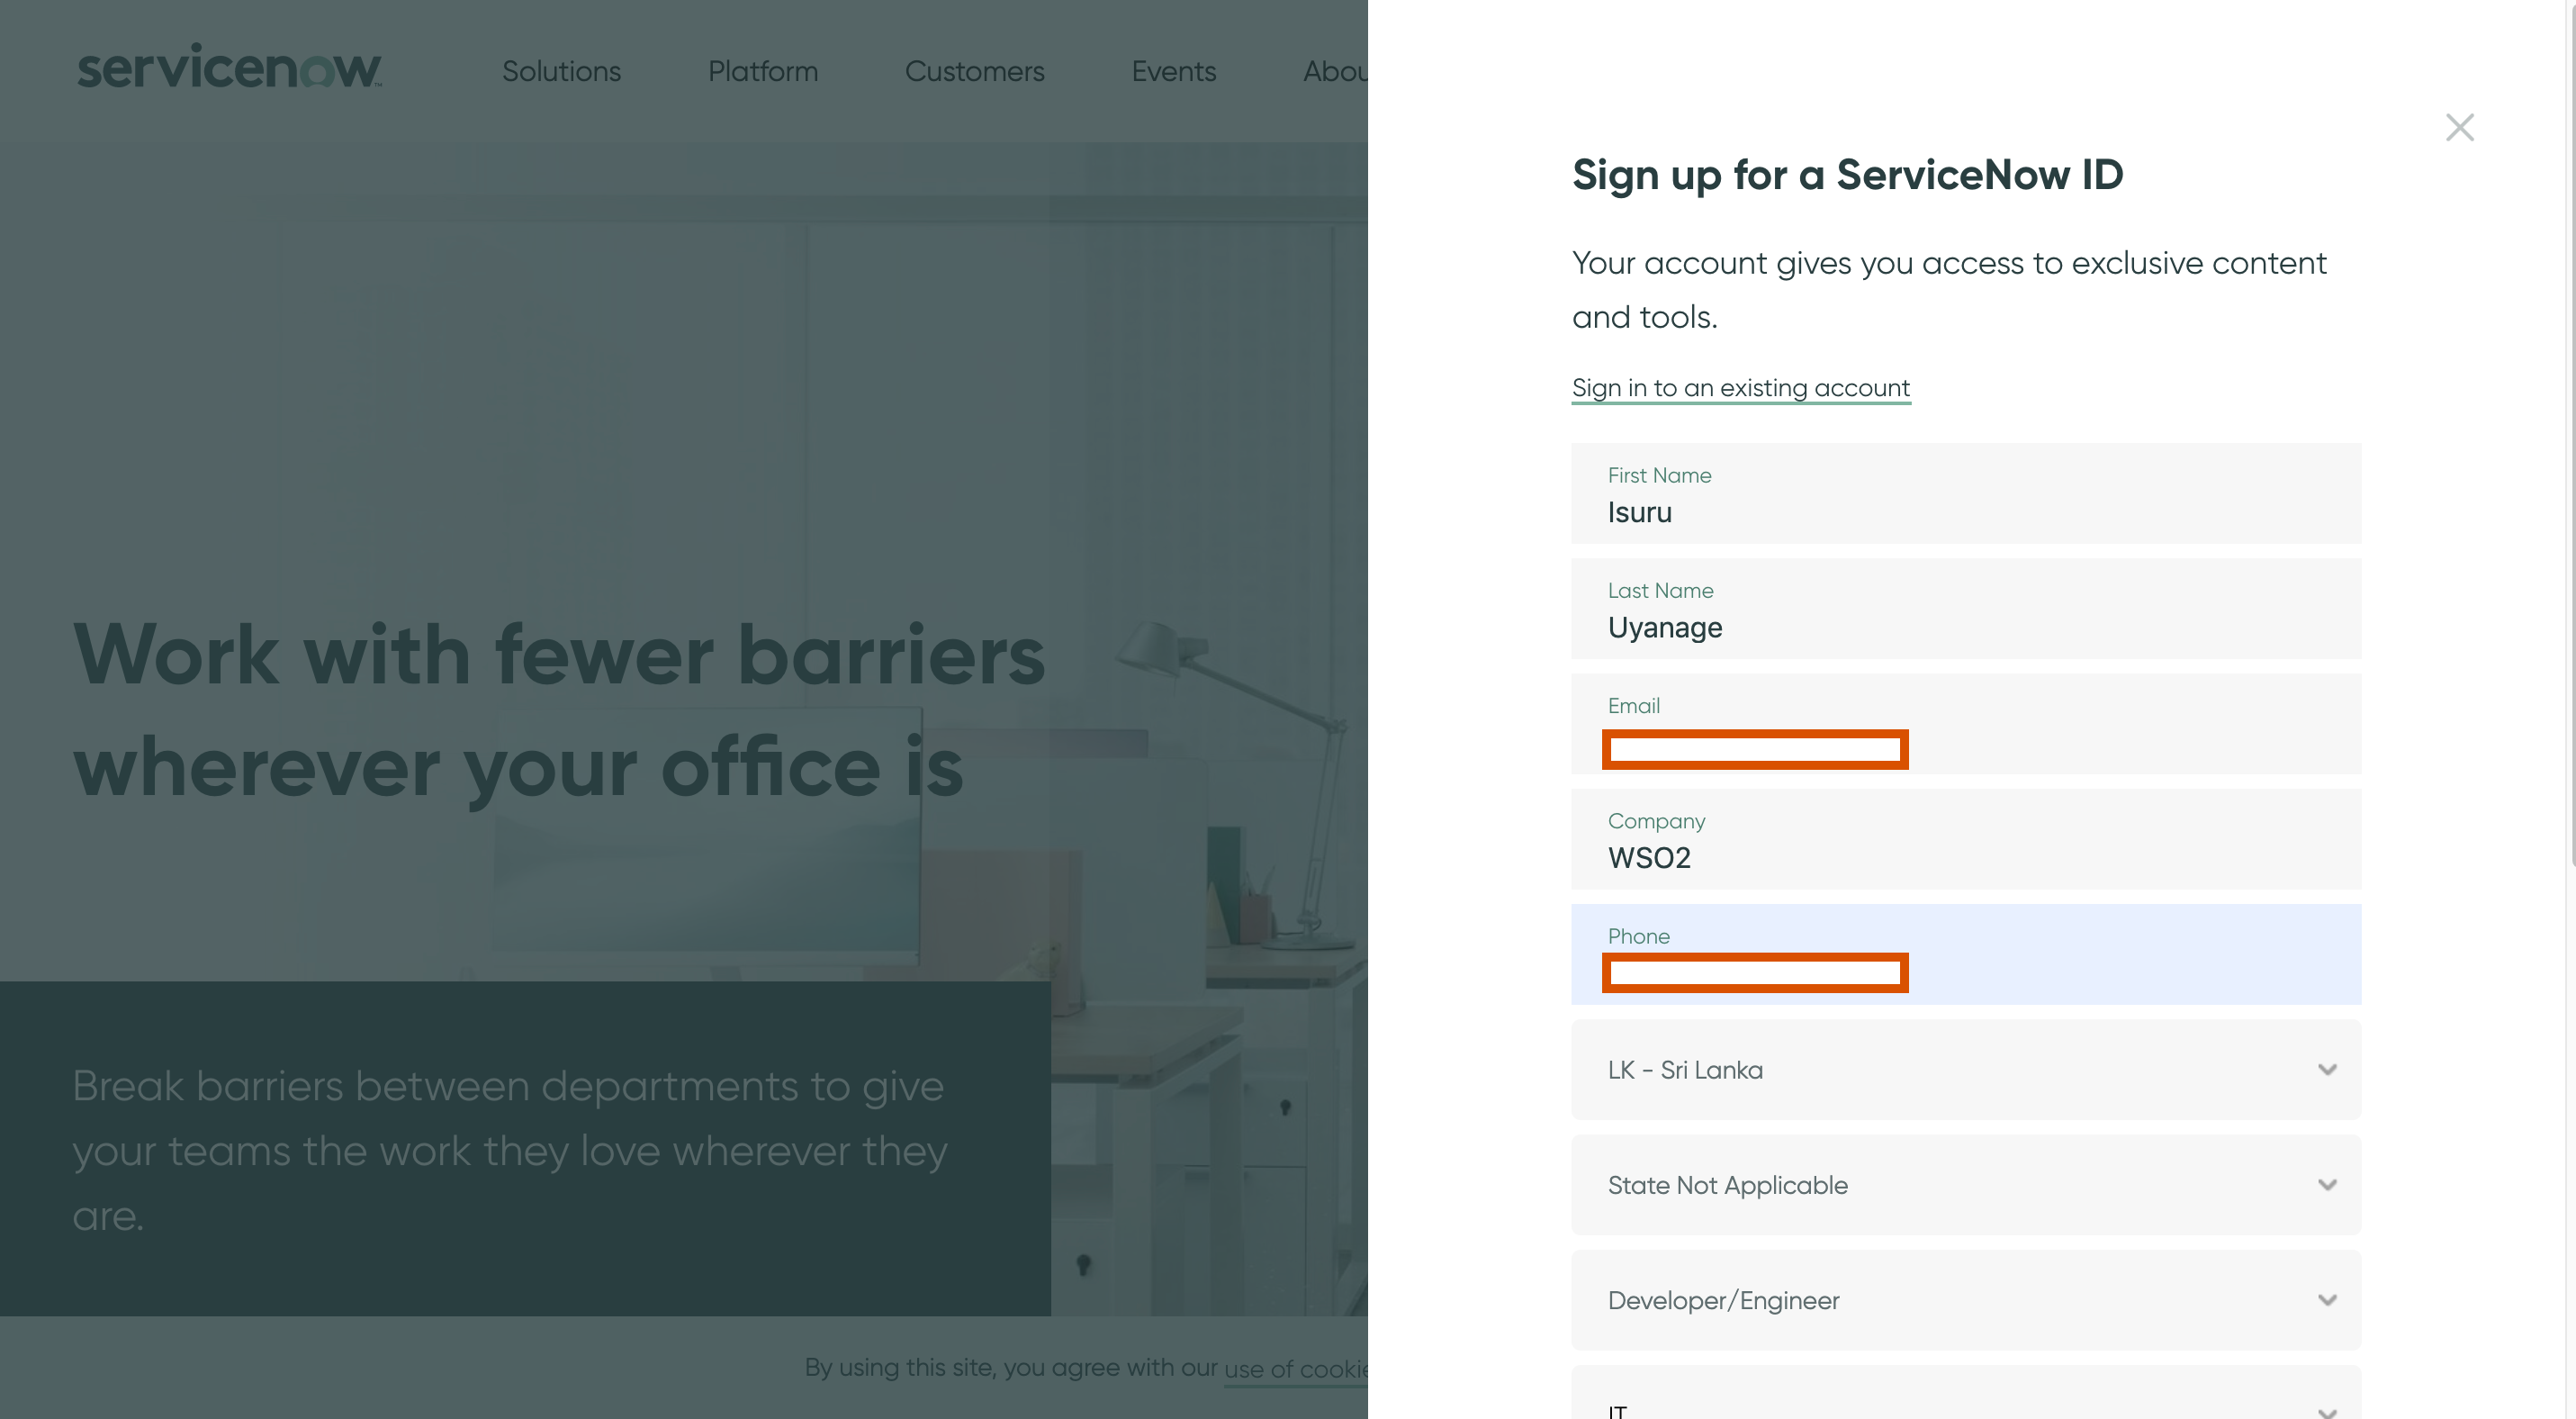 servicenow
Solutions
Platform
Customers
Events
Work with fewer barriers
wherever your office is
Break barriers between departments to give
your teams the work they love wherever they
are.
By using this site, you agree with our use of
Sign up for a ServiceNow ID
Your account gives you access to exclusive content
and tools.
Sign in to an existing account
First Name
Isuru
Last Name
Uyanage
Email
Company
WSO2
Phone
LK - Sri Lanka
State Not Applicable
Developer/Engineer
IT